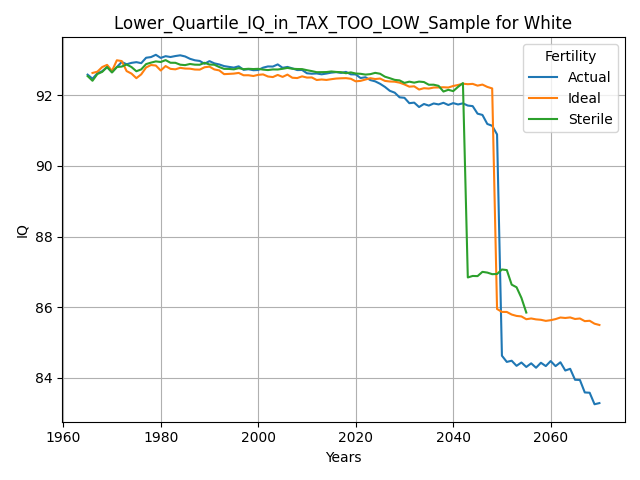 Lower_Quartile_IQ_in_TAX_TOO_LOW_Sample for White
Fertility
Actual
Ideal
Sterile
IQ
92
90
88
86
84
1960
1980
2000
2020
2040
2060
Years